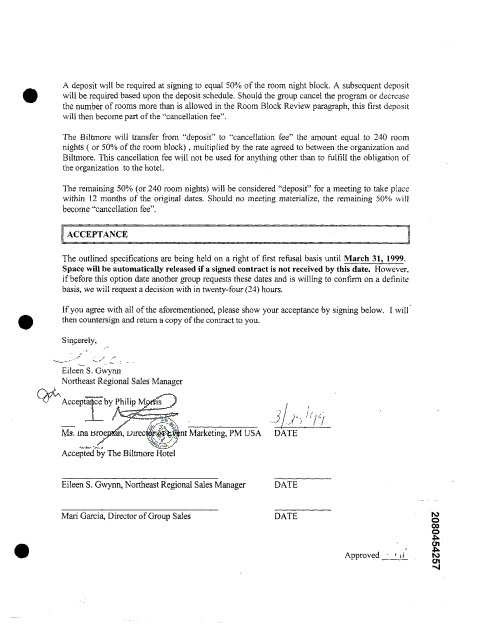 A deposit will be required at signing to equal 50% of the room night block. A subsequent deposit
will be required based upon the deposit schedule. Should the group cancel the program or decrease
the number of rooms more than is allowed in the Room Block Review paragraph, this first deposit
will then become part of the “cancellation fee”.
The Biltmore will transfer from “deposit” to “cancellation fee” the amount equal to 240 room
nights ( or 50% of the room block) , multiplied by the rate agreed to between the organization and
Biltmore. This cancellation fee will not be used for anything other than to fulfill the obligation of
the organization to the hotel.
The remaining 50% (or 240 room nights) will be considered “deposit” for a meeting to take place
within 12 months of the original dates. Should no meeting materialize, the remaining 50% will
become “cancellation fee”.
ACCEPTANCE
The outlined specifications are being held on a right of first refusal basis until March 31, 1999.
Space will be automatically released if a signed contract is not received by this date. However,
if before this option date another group requests these dates and is willing to confirm on a definite
basis, we will request a decision with in twenty-four (24) hours.
If you agree with all of the aforementioned, please show your acceptance by signing below. I will
then countersign and return a copy of the contract to you.
Sincerely,
Eileen S. Gwynn
Northeast Regional Sales Manager
Acceptance by Philip Morris
Ms. Ina Broeman, Director of Event Marketing, PM USA DATE
Accepted by The Biltmore Hotel
Eileen S. Gwynn, Northeast Regional Sales Manager DATE
Mari Garcia, Director of Group Sales DATE
Approved
2080454257